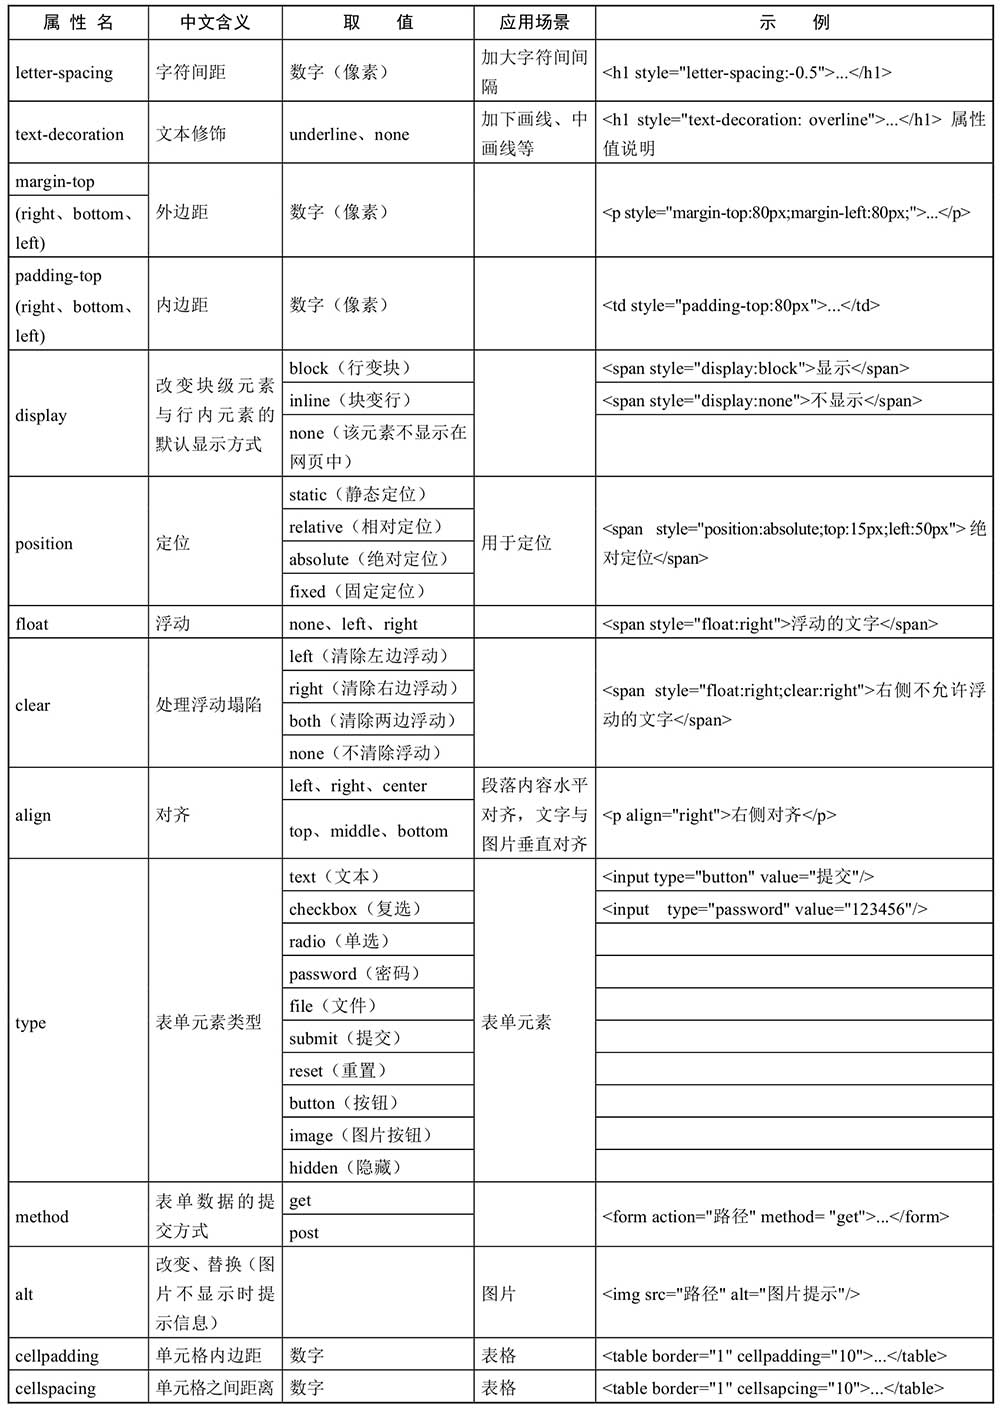 属 性 名 中文含义 取 值 应用场景 示 例
letter-spacing 字符间距 数字（像素） 加大字符间间隔 <h1 style="letter-spacing:-0.5">...</h1>
text-decoration 文本修饰 underline、none 加下画线、中画线等 <h1 style="text-decoration: overline">...</h1> 属性值说明
margin-top
(right、bottom、left) 外边距 数字（像素） <p style="margin-top:80px;margin-left:80px;">...</p>
padding-top
(right、bottom、left) 内边距 数字（像素） <td style="padding-top:80px">...</td>
display 改变块级元素与行内元素的默认显示方式
block（行变块） <span style="display:block">显示</span>
inline（块变行） <span style="display:none">不显示</span>
none（该元素不显示在网页中）
position 定位
static（静态定位）
relative（相对定位）
absolute（绝对定位）
fixed（固定定位）
用于定位 <span style="position:absolute;top:15px;left:50px">绝对定位</span>
float 浮动 none、left、right <span style="float:right">浮动的文字</span>
clear 处理浮动塌陷
left（清除左边浮动）
right（清除右边浮动）
both（清除两边浮动）
none（不清除浮动）
<span style="float:right;clear:right">右侧不允许浮动的文字</span>
align 对齐
left、right、center
top、middle、bottom
段落内容水平对齐，文字与图片垂直对齐 <p align="right">右侧对齐</p>
type 表单元素类型 表单元素
text（文本） <input type="button" value="提交"/>
checkbox（复选） <input type="password" value="123456"/>
radio（单选）
password（密码）
file（文件）
submit（提交）
reset（重置）
button（按钮）
image（图片按钮）
hidden（隐藏）
method 表单数据的提交方式
get
post
<form action="路径" method= "get">...</form>
alt 改变、替换（图片不显示时提示信息） 图片 <img src="路径" alt="图片提示"/>
cellpadding 单元格内边距 数字 表格 <table border="1" cellpadding="10">...</table>
cellspacing 单元格之间距离 数字 表格 <table border="1" cellsapcing="10">...</table>